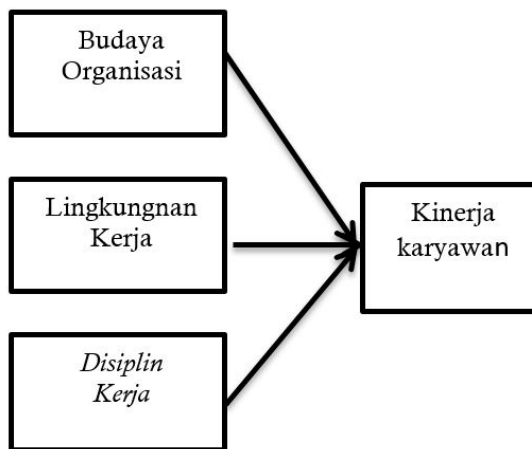 Budaya
Organisasi
Lingkungnan
Kerja
Disiplin
Kerja
Kinerja
karyawan